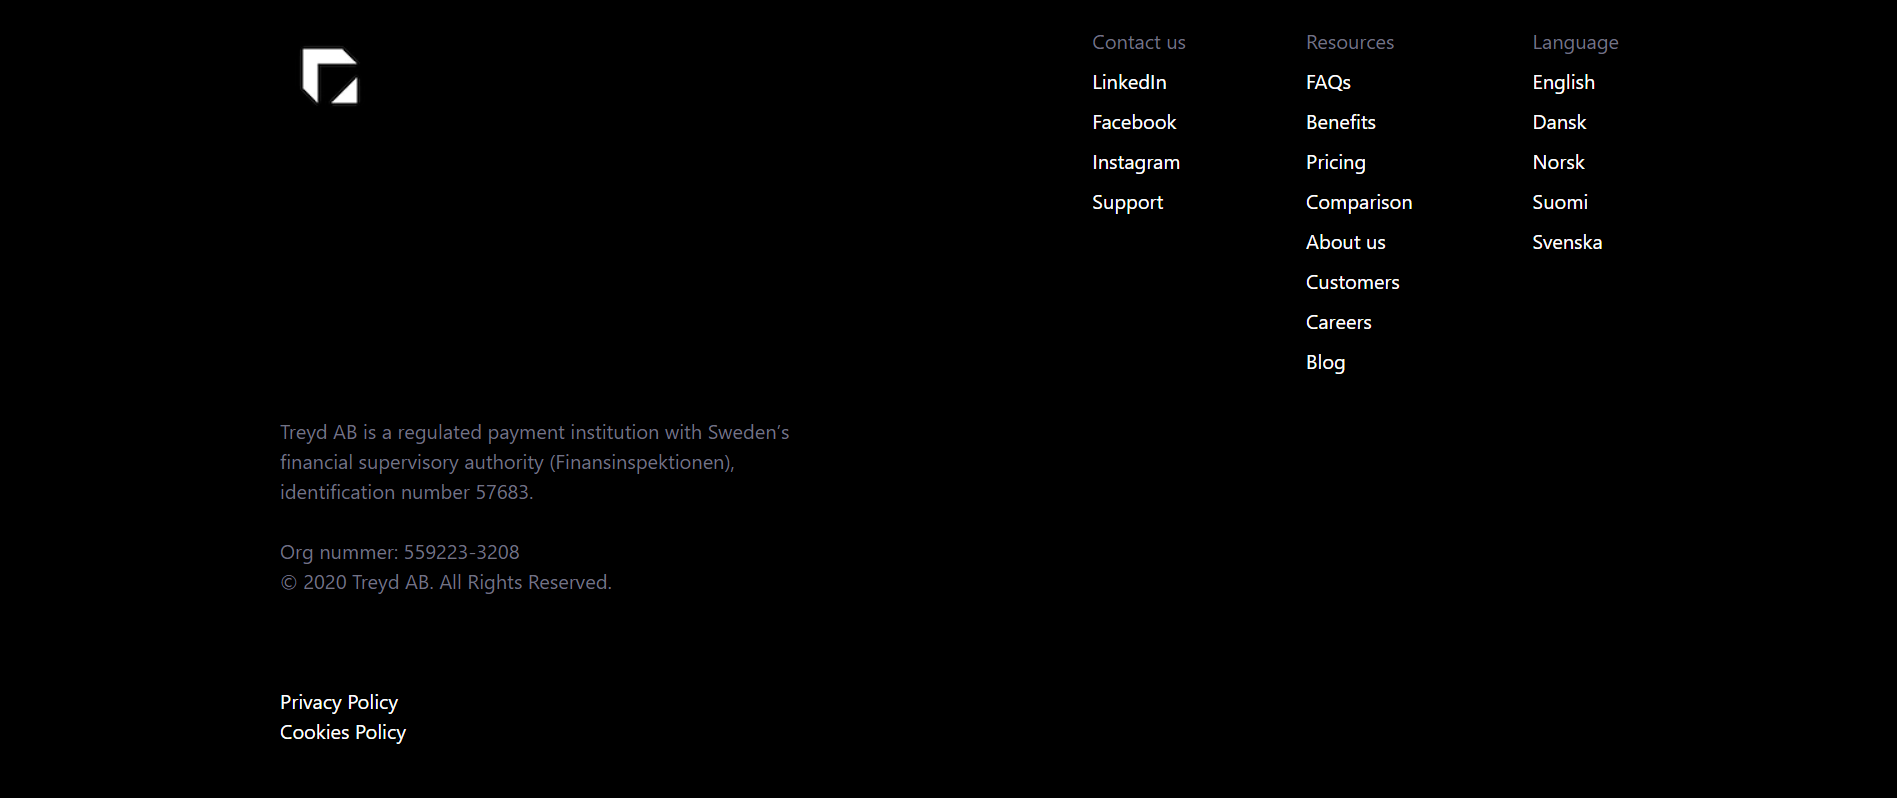 Contact us
LinkedIn
Facebook
Instagram
Support
Resources
FAQs
Benefits
Pricing
Comparison
About us
Customers
Careers
Blog
Language
English
Dansk
Norsk
Suomi
Svenska
Treyd AB is a regulated payment institution with Sweden’s
financial supervisory authority (Finansinspektionen),
identification number 57683.
Org nummer: 559223-3208
© 2020 Treyd AB. All Rights Reserved.
Privacy Policy
Cookies Policy